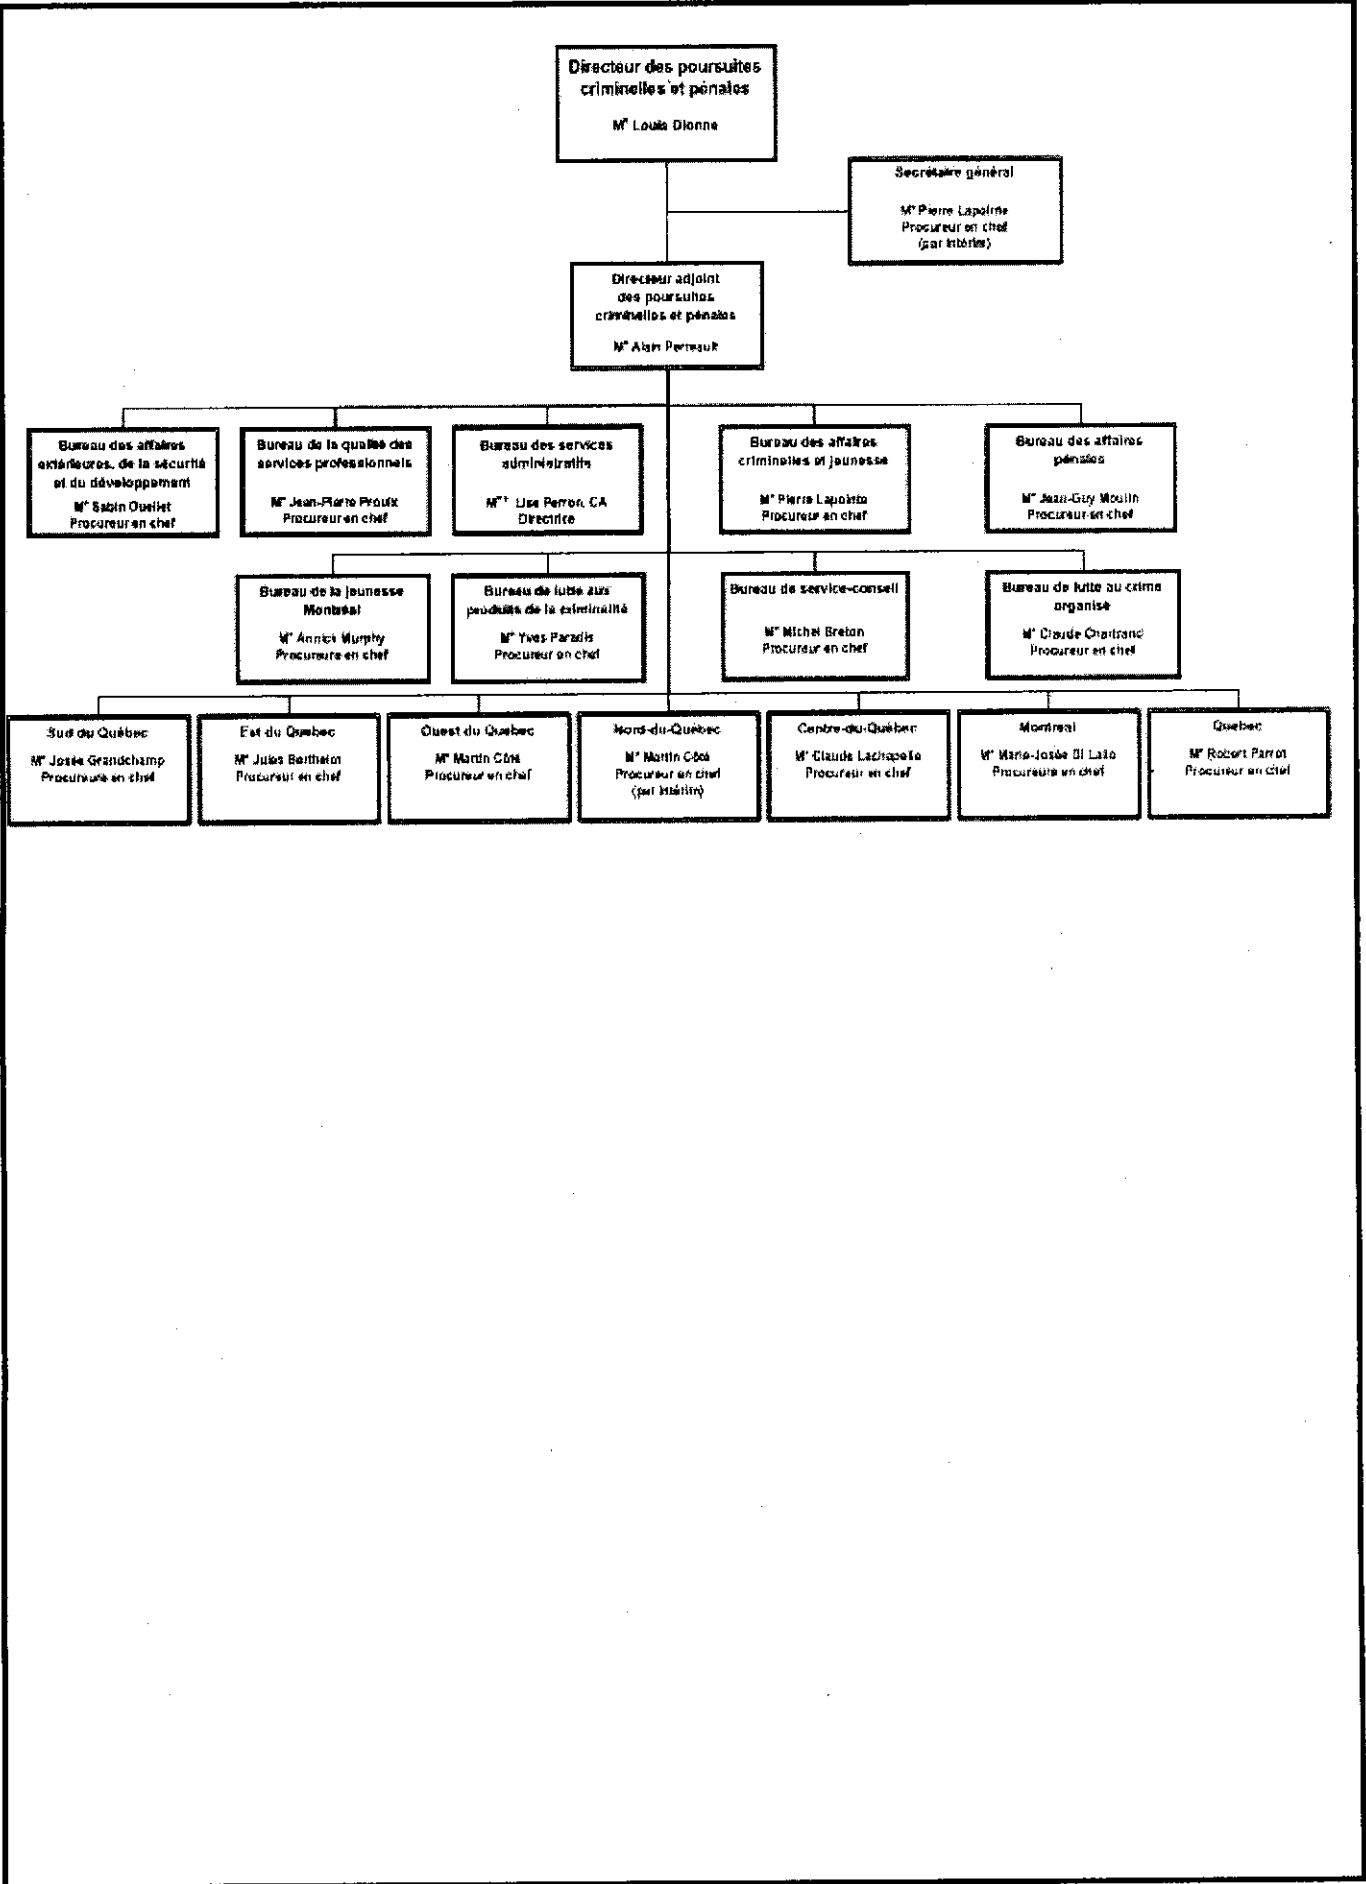 Directeur des poursuites
criminelles et pénales
Me Louis Dionne
Secrétaire général
Me Pierre Lapointe
Procureur en chef
(par intérim)
Directeur adjoint
des poursuites
criminelles et pénales
Me Alain Perreault
Bureau des affaires
extérieures, de la sécurité
et du développement
Me Sabin Ouellet
Procureur en chef
Bureau de la qualité des
services professionnels
Me Jean-Pierre Proulx
Procureur en chef
Bureau des services
administratifs
Mme Lise Perron, CA
Directrice
Bureau des affaires
criminelles et jeunesse
Me Pierre Lapointe
Procureur en chef
Bureau des affaires
pénales
Me Jean-Guy Moulin
Procureur en chef
Bureau de la jeunesse
Montréal
Me Annick Murphy
Procureure en chef
Bureau de lutte aux
produits de la criminalité
Me Yves Paradis
Procureur en chef
Bureau de service-conseil
Me Michel Breton
Procureur en chef
Bureau de lutte au crime
organisé
Me Claude Chartrand
Procureur en chef
Sud du Québec
Me Josée Grandchamp
Procureure en chef
Est du Québec
Me Jules Berthelot
Procureur en chef
Ouest du Québec
Me Martin Côté
Procureur en chef
Nord-du-Québec
Me Martin Côté
Procureur en chef
(par intérim)
Centre-du-Québec
Me Claude Lachapelle
Procureur en chef
Montréal
Me Marie-Josée Di Lallo
Procureure en chef
Québec
Me Robert Parrot
Procureur en chef